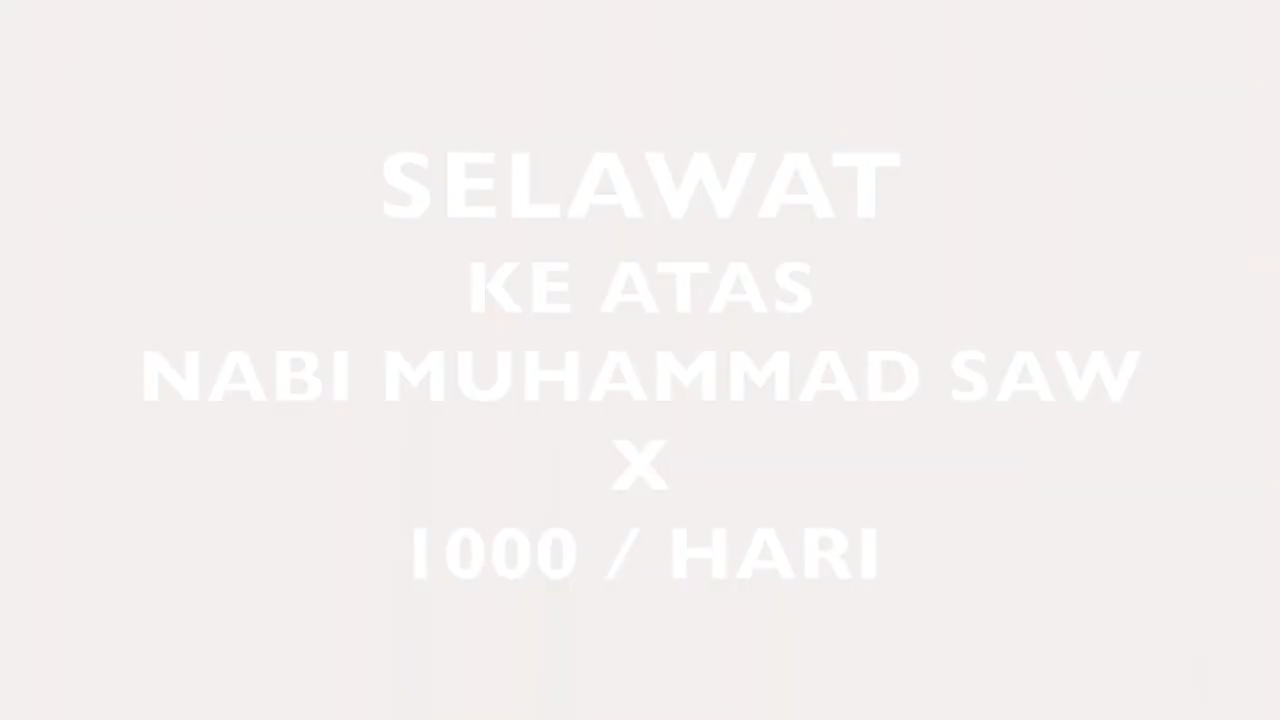 SELAWAT
KE ATAS
NABI MUHAMMAD SAW
X
1000 / HARI